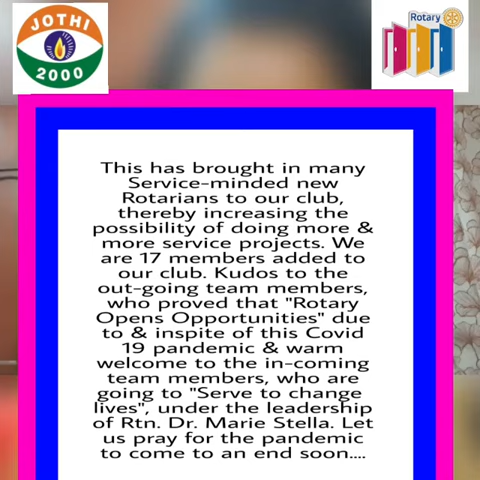 JOTHI
2000
Rotary
This has brought in many
Service-minded new
Rotarians to our club,
thereby increasing the
possibility of doing more &
more service projects. We
are 17 members added to
our club. Kudos to the
out-going team members,
who proved that "Rotary
Opens Opportunities" due
to & inspite of this Covid
19 pandemic & warm
welcome to the in-coming
team members, who are
going to "Serve to change
lives", under the leadership
of Rtn. Dr. Marie Stella. Let
us pray for the pandemic
to come to an end soon....